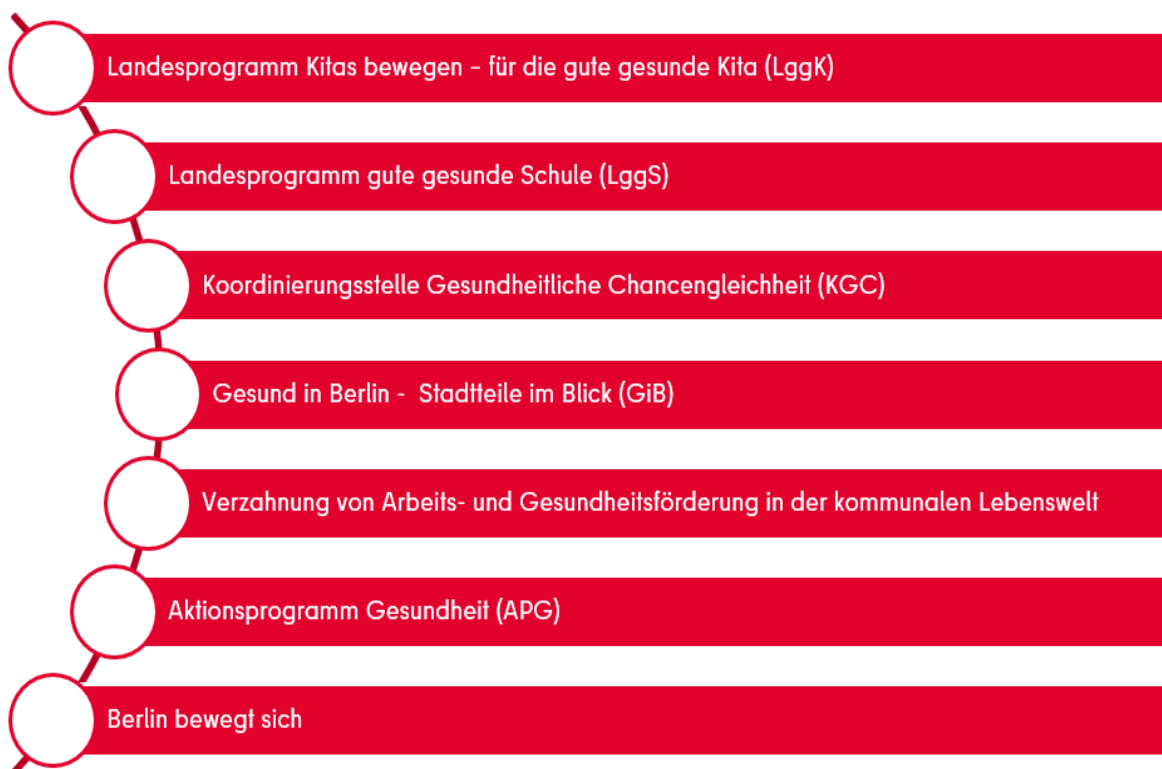 Landesprogramm Kitas bewegen – für die gute gesunde Kita (LggK)
Landesprogramm gute gesunde Schule (LggS)
Koordinierungsstelle Gesundheitliche Chancengleichheit (KGC)
Gesund in Berlin -  Stadtteile im Blick (GiB)
Verzahnung von Arbeits- und Gesundheitsförderung in der kommunalen Lebenswelt
Aktionsprogramm Gesundheit (APG)
Berlin bewegt sich